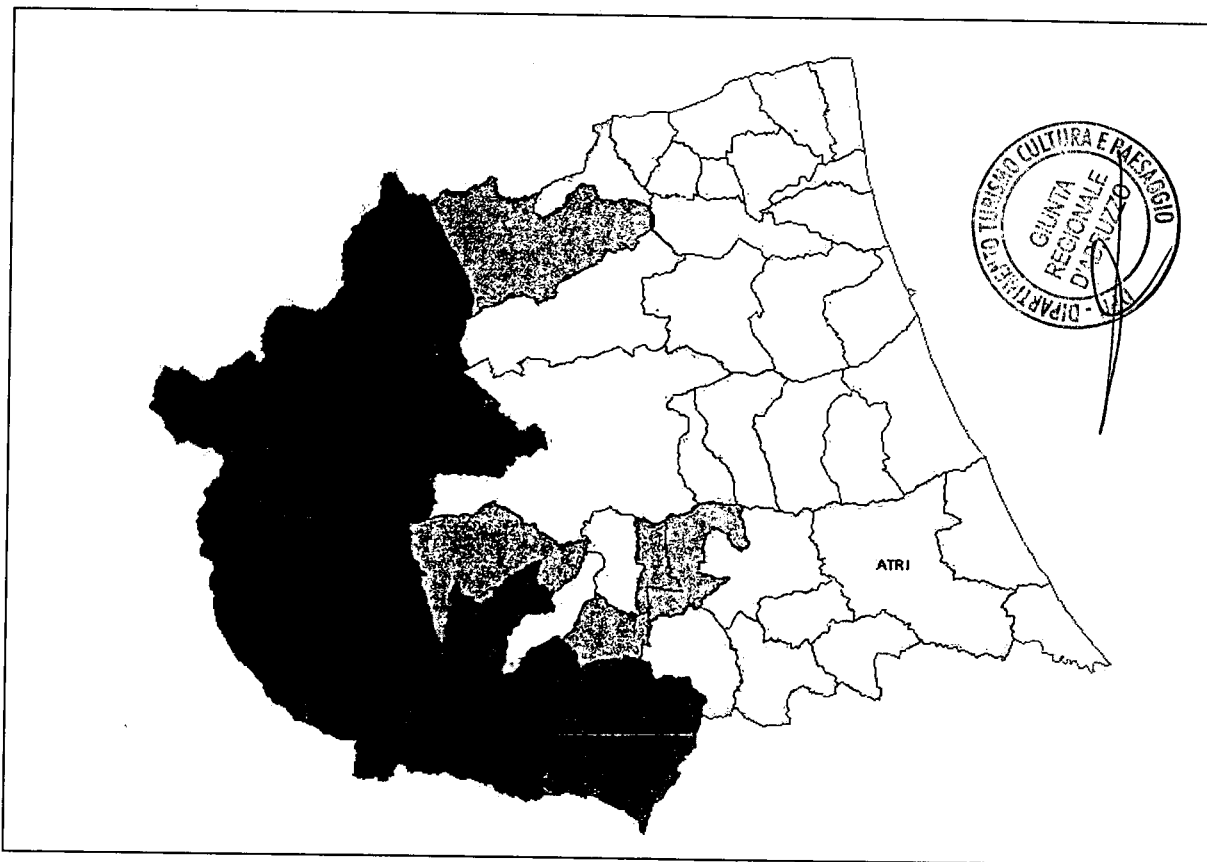 DIPARTIMENTO TURISMO CULTURA E PAESAGGIO -
GIUNTA
REGIONALE
D'ABRUZZO
ATRI